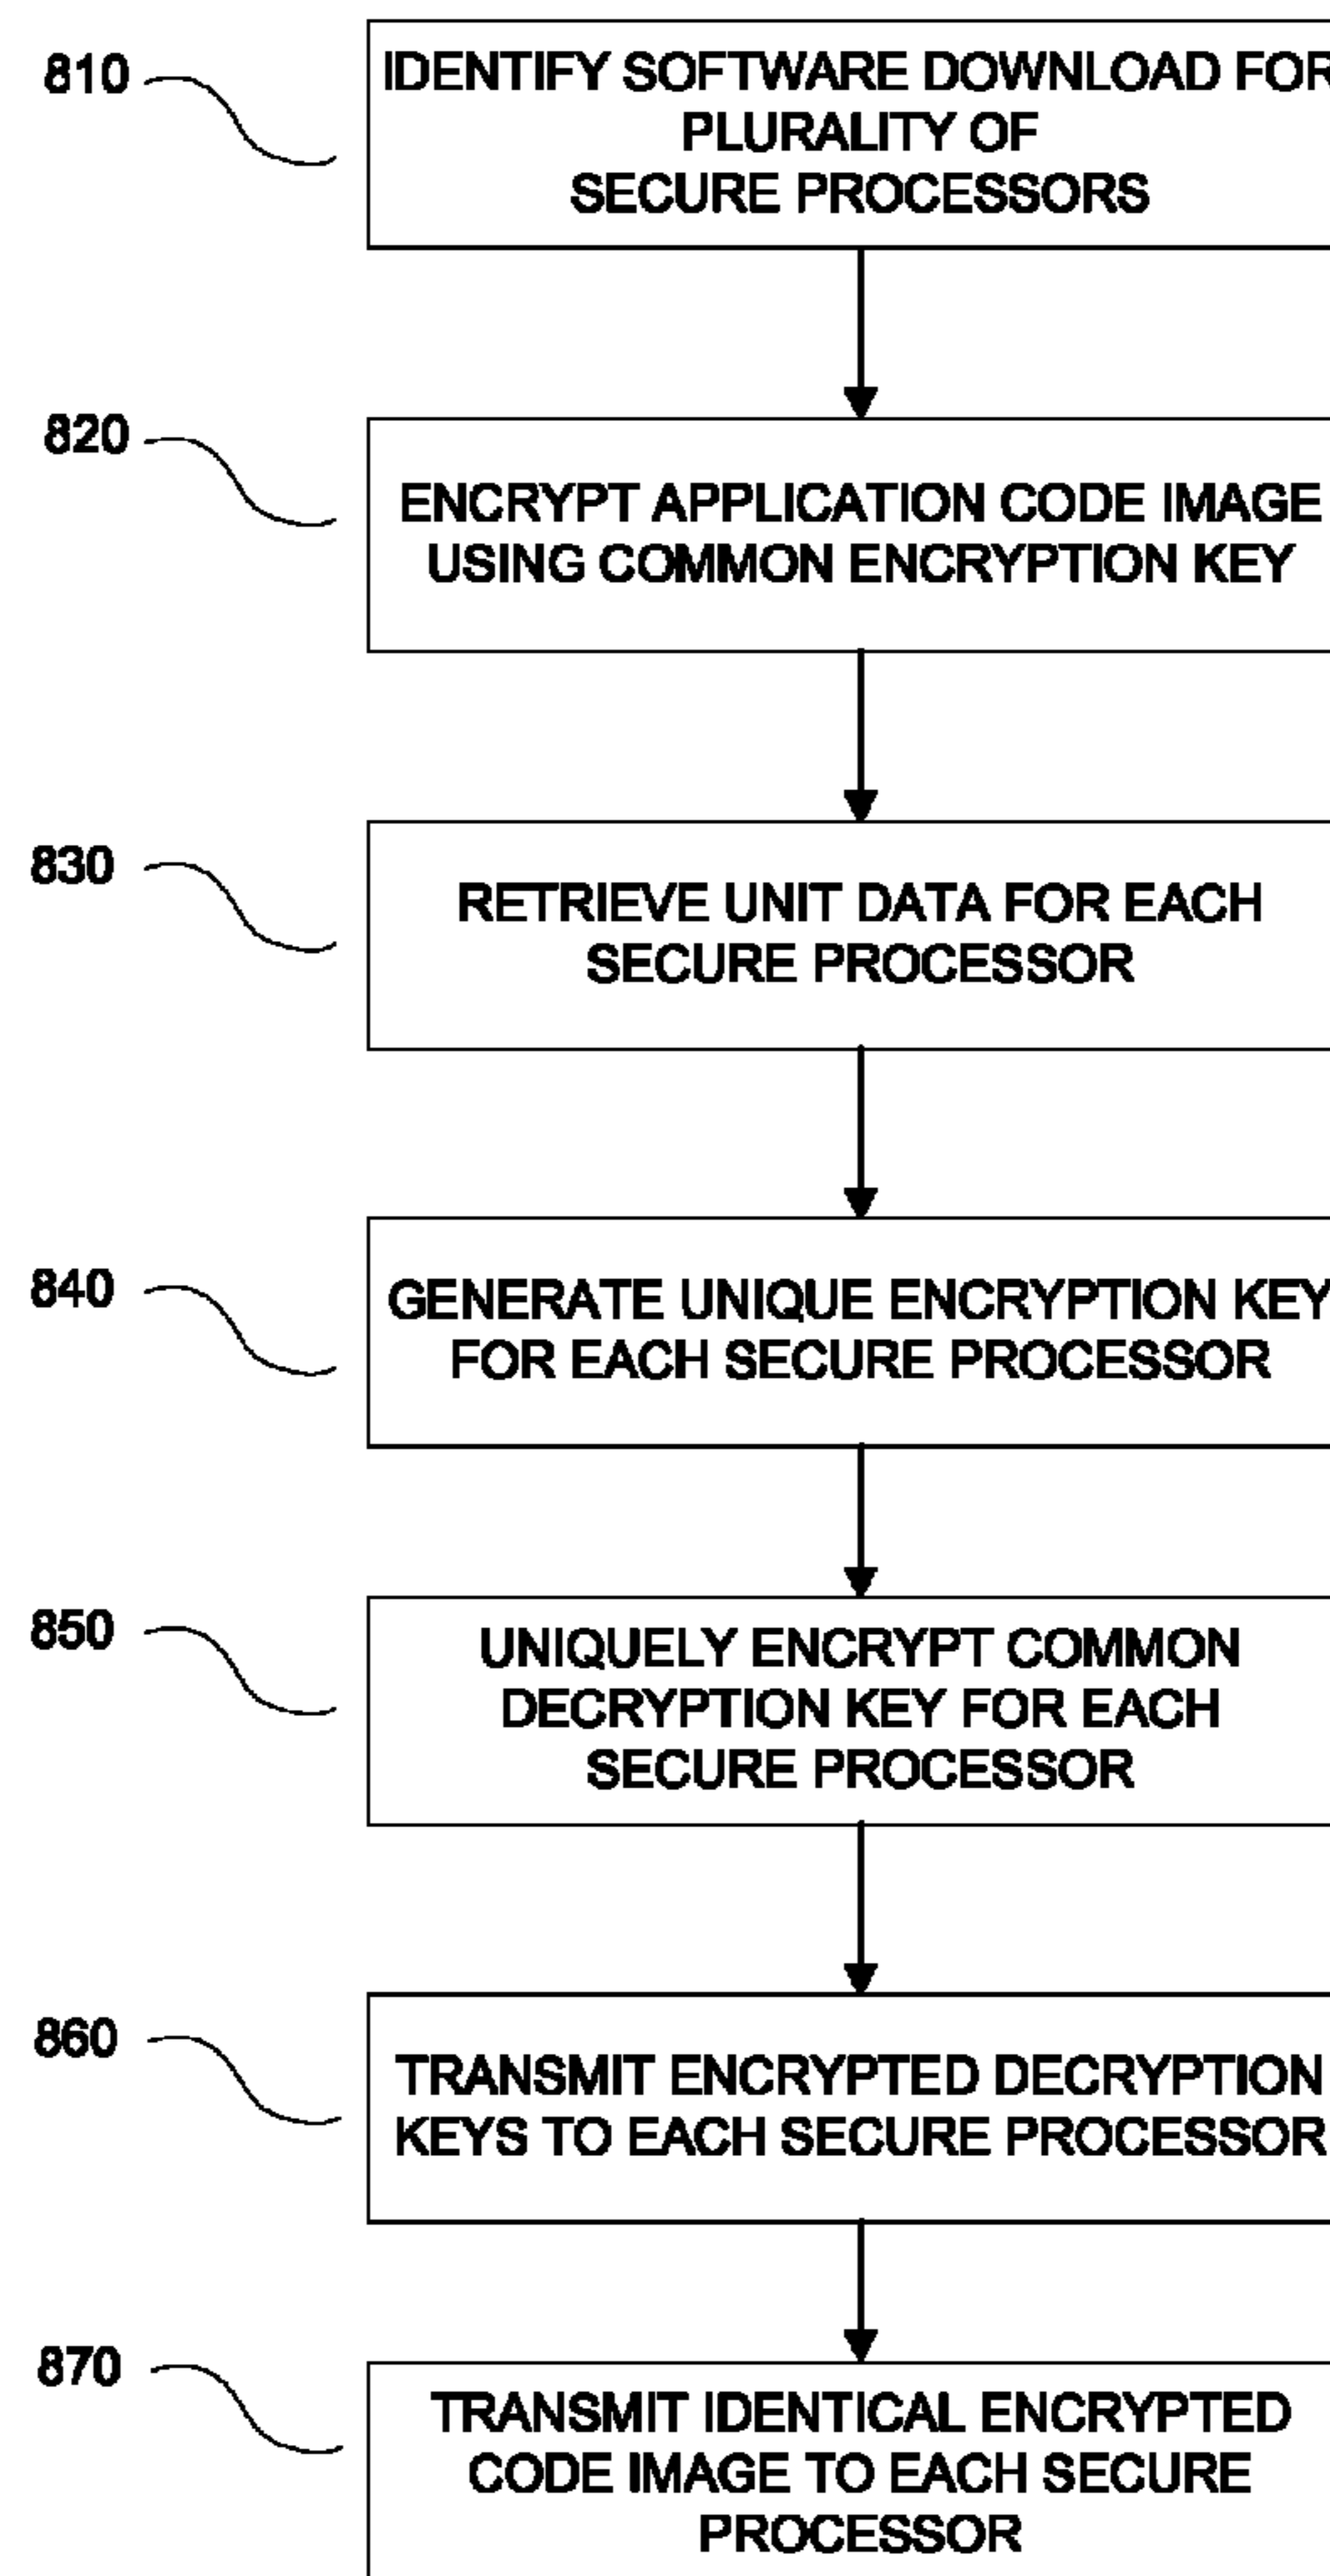 810
IDENTIFY SOFTWARE DOWNLOAD FOR
PLURALITY OF
SECURE PROCESSORS
820
ENCRYPT APPLICATION CODE IMAGE
USING COMMON ENCRYPTION KEY
830
RETRIEVE UNIT DATA FOR EACH
SECURE PROCESSOR
840
GENERATE UNIQUE ENCRYPTION KEY
FOR EACH SECURE PROCESSOR
850
UNIQUELY ENCRYPT COMMON
DECRYPTION KEY FOR EACH
SECURE PROCESSOR
860
TRANSMIT ENCRYPTED DECRYPTION
KEYS TO EACH SECURE PROCESSOR
870
TRANSMIT IDENTICAL ENCRYPTED
CODE IMAGE TO EACH SECURE
PROCESSOR